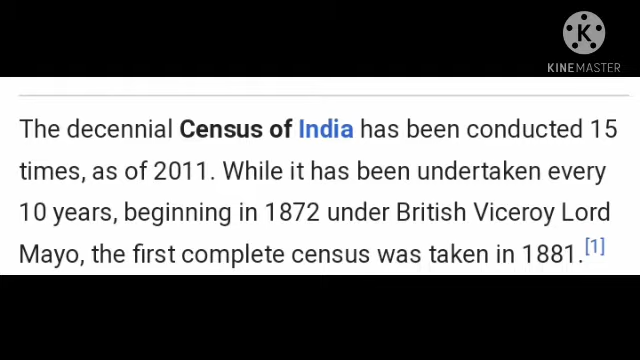 K
KINEMASTER
The decennial Census of India has been conducted 15
times, as of 2011. While it has been undertaken every
10 years, beginning in 1872 under British Viceroy Lord
Mayo, the first complete census was taken in 1881.[1]